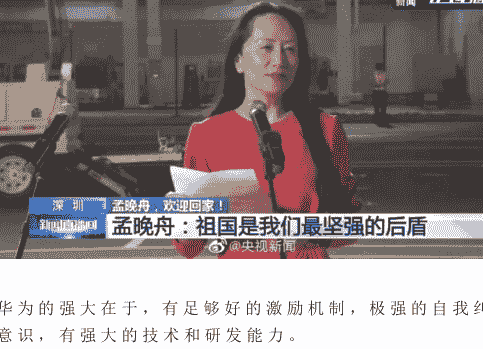 新闻
深圳
孟晚舟，欢迎回家！
孟晚舟：祖国是我们最坚强的后盾
@央视新闻
华为的强大在于，有足够好的激励机制，极强的自我纠
意识，有强大的技术和研发能力。